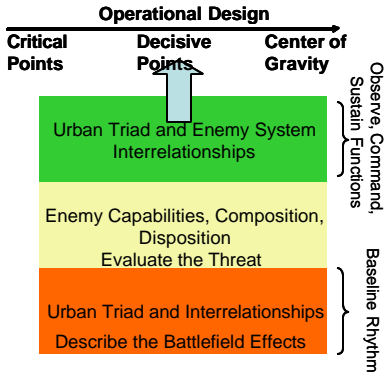 Operational Design
Critical Points
Decisive Points
Center of Gravity
Urban Triad and Enemy System
Interrelationships
Observe, Command,
Sustain Functions
Enemy Capabilities, Composition,
Disposition
Evaluate the Threat
Urban Triad and Interrelationships
Describe the Battlefield Effects
Baseline Rhythm